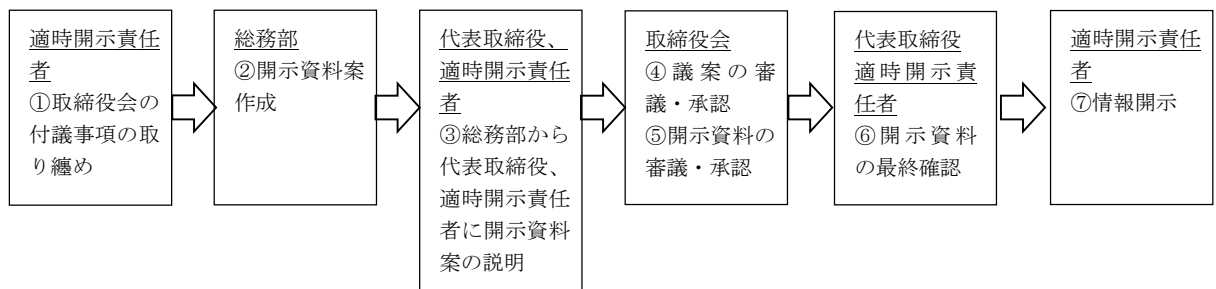 適時開示責任
者
①取締役会の
付議事項の取
り纏め
総務部
②開示資料案
作成
代表取締役、
適時開示責任
者
③総務部から
代表取締役、
適時開示責任
者に開示資料
案の説明
取締役会
④議案の審
議・承認
⑤開示資料の
審議・承認
代表取締役
適時開示責
任者
⑥開示資料
の最終確認
適時開示責任
者
⑦情報開示